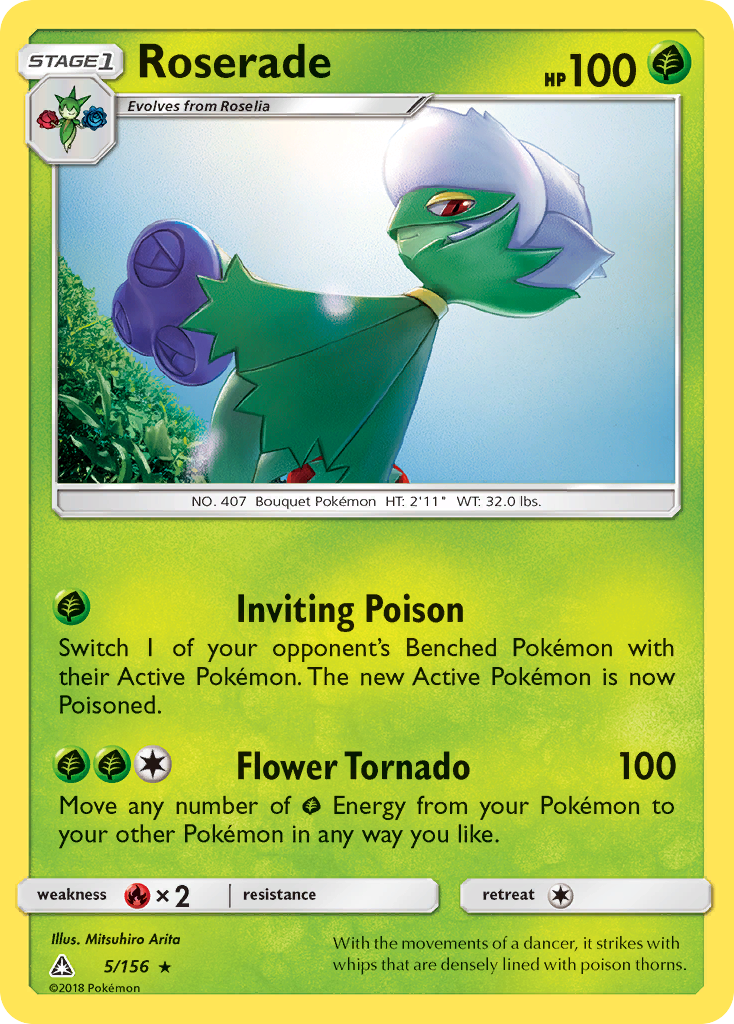 STAGE1
Roserade
HP 100
Evolves from Roselia
NO. 407 Bouquet Pokémon HT: 2'11" WT: 32.0 lbs.
Inviting Poison
Switch 1 of your opponent's Benched Pokémon with
their Active Pokémon. The new Active Pokémon is now
Poisoned.
Flower Tornado 100
Move any number of Energy from your Pokémon to
your other Pokémon in any way you like.
weakness × 2 resistance retreat
Illus. Mitsuhiro Arita
5/156 ★
©2018 Pokémon
With the movements of a dancer, it strikes with
whips that are densely lined with poison thorns.